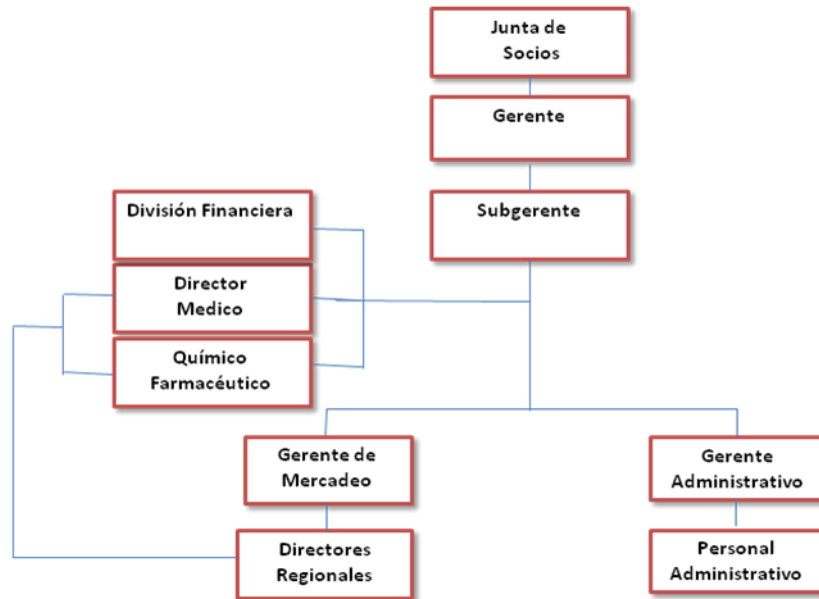 Junta de
Socios
Gerente
Subgerente
División Financiera
Director
Medico
Químico
Farmacéutico
Gerente de
Mercadeo
Gerente
Administrativo
Directores
Regionales
Personal
Administrativo